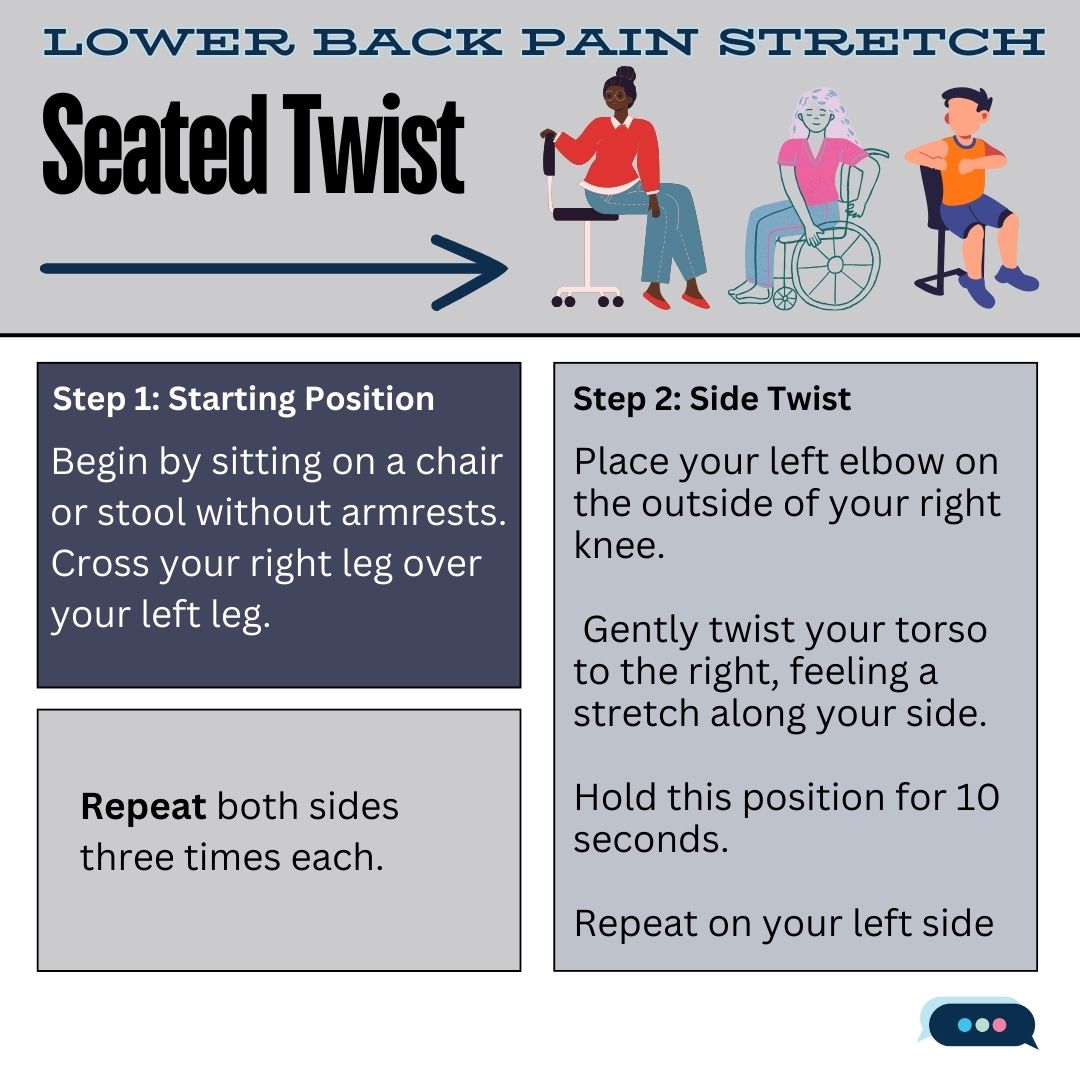 LOWER BACK PAIN STRETCH
Seated Twist
Step 1: Starting Position
Begin by sitting on a chair
or stool without armrests.
Cross your right leg over
your left leg.
Repeat both sides
three times each.
Step 2: Side Twist
Place your left elbow on
the outside of your right
knee.
Gently twist your torso
to the right, feeling a
stretch along your side.
Hold this position for 10
seconds.
Repeat on your left side